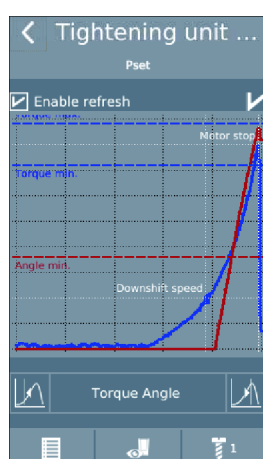 Tightening unit ...
Pset
Enable refresh
Motor stop
Torque min.
Angle min.
Downshift speed
Torque Angle
1